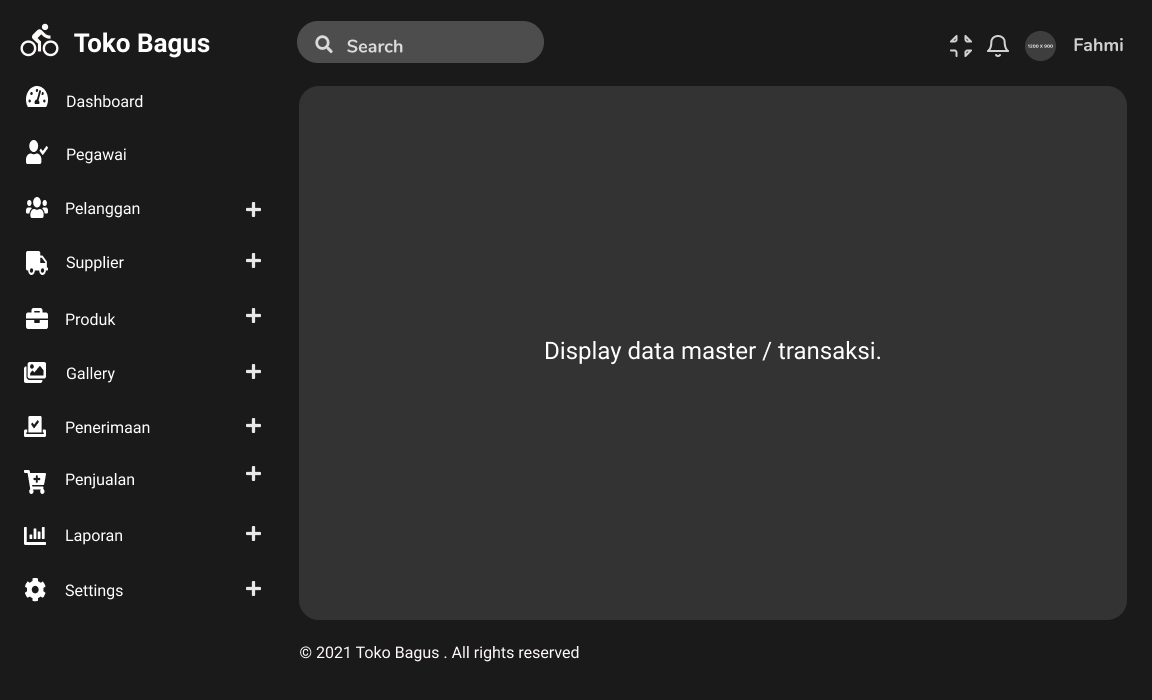 Toko Bagus
Search
1200 x 900
Fahmi
Dashboard
Pegawai
Pelanggan
Supplier
Produk
Gallery
Penerimaan
Penjualan
Laporan
Settings
Display data master / transaksi.
© 2021 Toko Bagus . All rights reserved